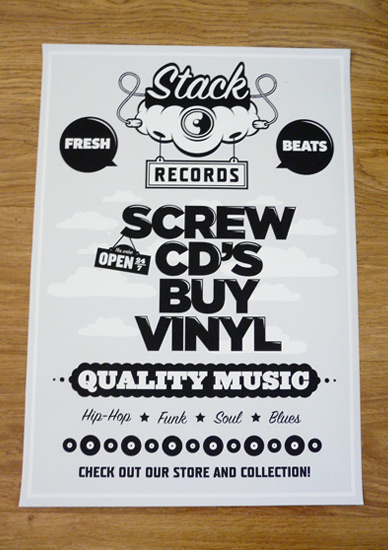 Stack
FRESH
BEATS
RECORDS
SCREW
CD'S
BUY
VINYL
OPEN 24/7
QUALITY MUSIC
Hip-Hop ★ Funk ★ Soul ★ Blues
CHECK OUT OUR STORE AND COLLECTION!